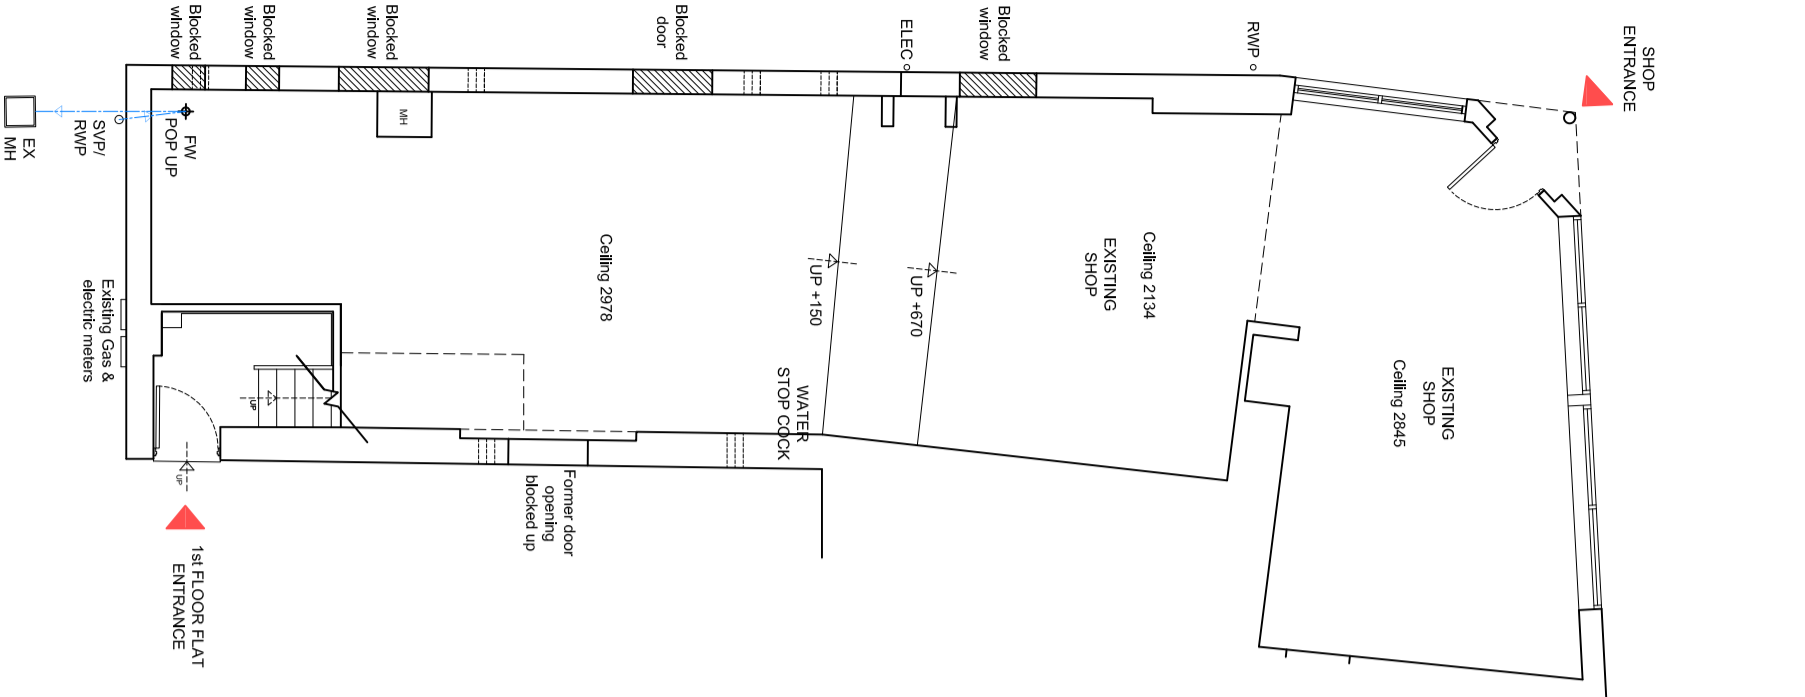 Blocked
window
Blocked
window
Blocked
window
Blocked
door
ELEC
Blocked
window
RWP
SHOP
ENTRANCE
MH
FW
POP UP
SVP/
RWP
EX
MH
Ceiling 2978
UP +150
UP +670
Ceiling 2134
EXISTING
SHOP
EXISTING
SHOP
Ceiling 2845
Existing Gas &
electric meters
UP
WATER
STOP COCK
UP
Former door
opening
blocked up
1st FLOOR FLAT
ENTRANCE